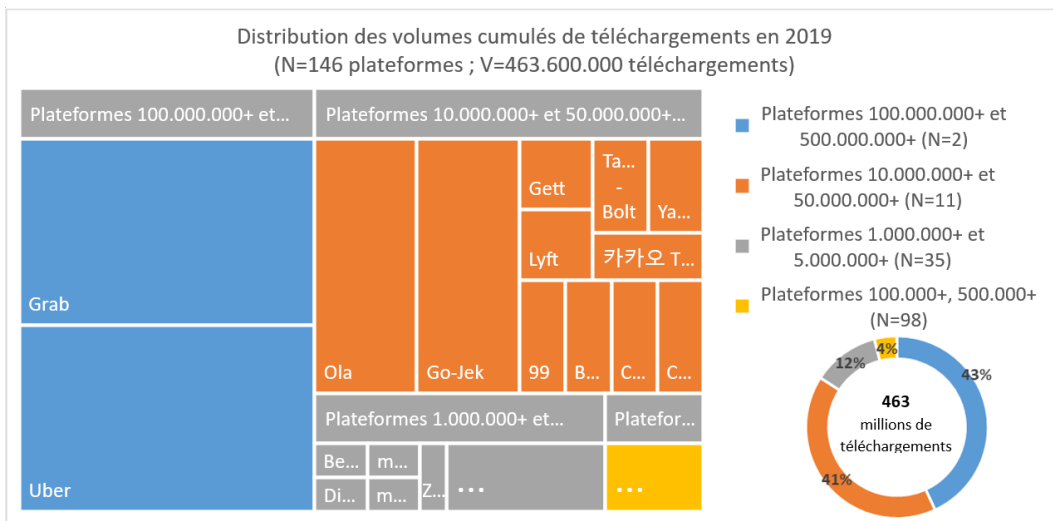 Distribution des volumes cumulés de téléchargements en 2019
(N=146 plateformes ; V=463.600.000 téléchargements)
Plateformes 100.000.000+ et...
Plateformes 10.000.000+ et 50.000.000+...
Grab
Uber
Ola
Go-Jek
Gett
Lyft
Ta...
-
Bolt
Ya...
카카오 T...
99
B...
C...
C...
Plateformes 1.000.000+ et...
Platefor...
Be...
m...
Di...
m...
Z...
...
...
Plateformes 100.000.000+ et
500.000.000+ (N=2)
Plateformes 10.000.000+ et
50.000.000+ (N=11)
Plateformes 1.000.000+ et
5.000.000+ (N=35)
Plateformes 100.000+, 500.000+
(N=98)
4%
12%
43%
463
millions de
téléchargements
41%